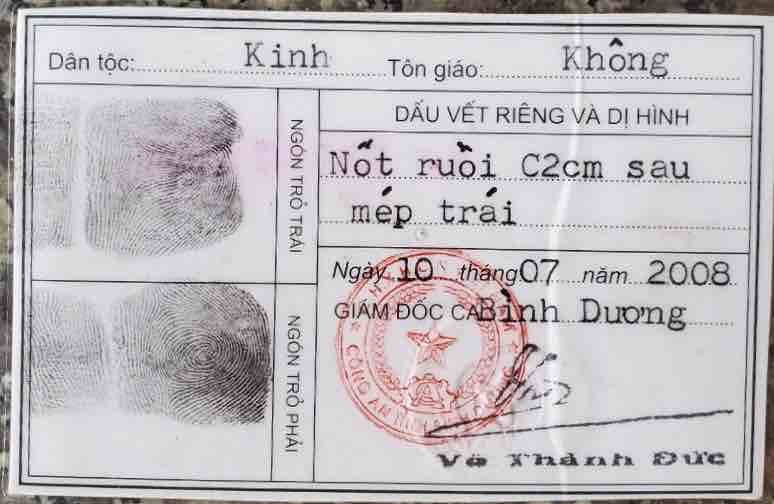 Dân tộc: Kinh Tôn giáo: Không
NGÓN TRỎ TRÁI
NGÓN TRỎ PHẢI
DẤU VẾT RIÊNG VÀ DỊ HÌNH
Nốt ruồi C2cm sau
mép trái
Ngày 10 tháng 07 năm 2008
GIÁM ĐỐC CA Bình Dương
CÔNG AN
Võ Thành Đức